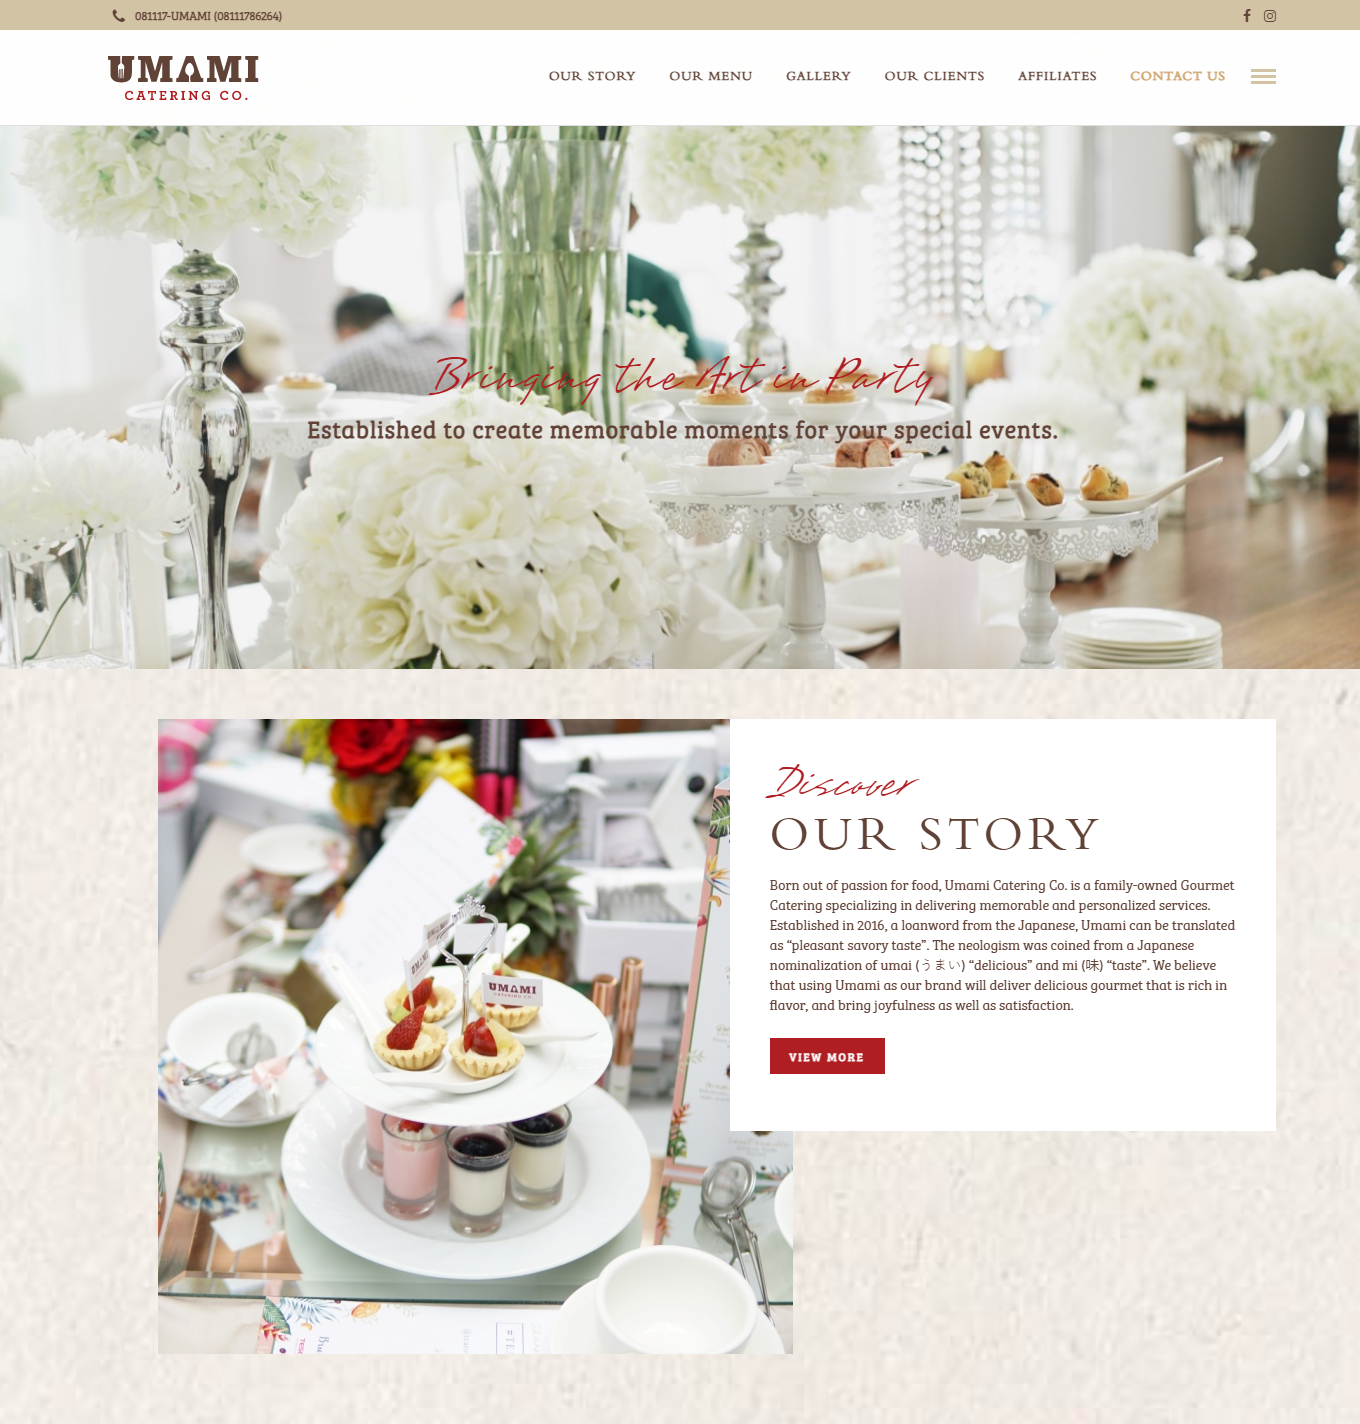 081117-UMAMI (08111786264)
UMAMI
CATERING CO.
OUR STORY
OUR MENU
GALLERY
OUR CLIENTS
AFFILIATES
CONTACT US
Bringing the Art in Party
Established to create memorable moments for your special events.
Discover
OUR STORY
Born out of passion for food, Umami Catering Co. is a family-owned Gourmet
Catering specializing in delivering memorable and personalized services.
Established in 2016, a loanword from the Japanese, Umami can be translated
as “pleasant savory taste”. The neologism was coined from a Japanese
nominalization of umai (うまい) “delicious” and mi (味) “taste”. We believe
that using Umami as our brand will deliver delicious gourmet that is rich in
flavor, and bring joyfulness as well as satisfaction.
VIEW MORE
UMAMI
UMAMI
CATERING CO.